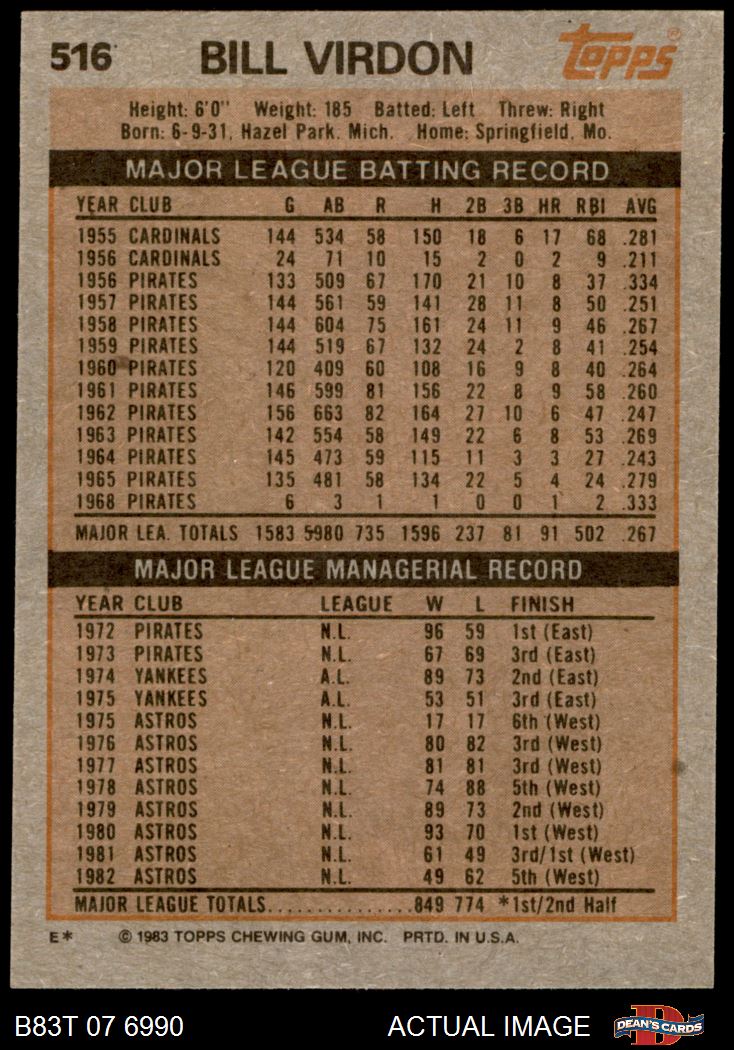 516 BILL VIRDON Topps®
Height: 6'0" Weight: 185 Batted: Left Threw: Right
Born: 6-9-31, Hazel Park, Mich. Home: Springfield, Mo.
MAJOR LEAGUE BATTING RECORD
YEAR CLUB G AB R H 2B 3B HR RBI AVG
1955 CARDINALS 144 534 58 150 18 6 17 68 .281
1956 CARDINALS 24 71 10 15 2 0 2 9 .211
1956 PIRATES 133 509 67 170 21 10 8 37 .334
1957 PIRATES 144 561 59 141 28 11 8 50 .251
1958 PIRATES 144 604 75 161 24 11 9 46 .267
1959 PIRATES 144 519 67 132 24 2 8 41 .254
1960 PIRATES 120 409 60 108 16 9 8 40 .264
1961 PIRATES 146 599 81 156 22 8 9 58 .260
1962 PIRATES 156 663 82 164 27 10 6 47 .247
1963 PIRATES 142 554 58 149 22 6 8 53 .269
1964 PIRATES 145 473 59 115 11 3 3 27 .243
1965 PIRATES 135 481 58 134 22 5 4 24 .279
1968 PIRATES 6 3 1 1 0 0 1 2 .333
MAJOR LEA. TOTALS 1583 5980 735 1596 237 81 91 502 .267
MAJOR LEAGUE MANAGERIAL RECORD
YEAR CLUB LEAGUE W L FINISH
1972 PIRATES N.L. 96 59 1st (East)
1973 PIRATES N.L. 67 69 3rd (East)
1974 YANKEES A.L. 89 73 2nd (East)
1975 YANKEES A.L. 53 51 3rd (East)
1975 ASTROS N.L. 17 17 6th (West)
1976 ASTROS N.L. 80 82 3rd (West)
1977 ASTROS N.L. 81 81 3rd (West)
1978 ASTROS N.L. 74 88 5th (West)
1979 ASTROS N.L. 89 73 2nd (West)
1980 ASTROS N.L. 93 70 1st (West)
1981 ASTROS N.L. 61 49 3rd/1st (West)
1982 ASTROS N.L. 49 62 5th (West)
MAJOR LEAGUE TOTALS..............849 774 *1st/2nd Half
E* © 1983 TOPPS CHEWING GUM, INC. PRTD. IN U.S.A.
B83T 07 6990 ACTUAL IMAGE D DEAN'S CARDS